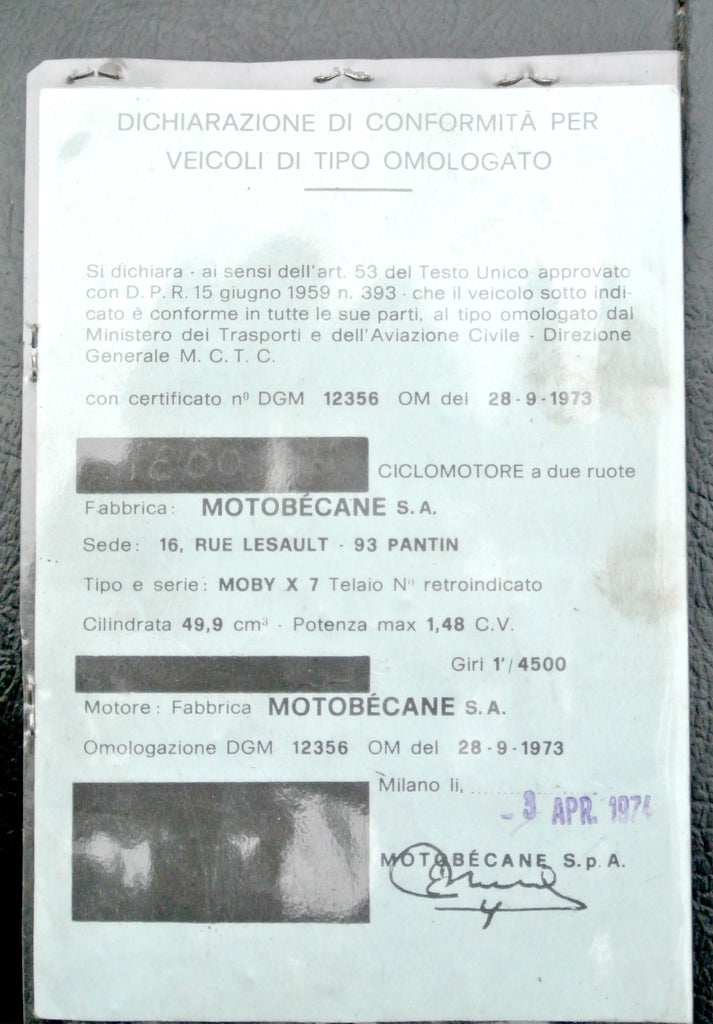 DICHIARAZIONE DI CONFORMITÀ PER
VEICOLI DI TIPO OMOLOGATO
Si dichiara - ai sensi dell'art. 53 del Testo Unico approvato
con D. P. R. 15 giugno 1959 n. 393 - che il veicolo sotto indi-
cato è conforme in tutte le sue parti, al tipo omologato dal
Ministero dei Trasporti e dell'Aviazione Civile - Direzione
Generale M. C. T. C.
con certificato nº DGM 12356 OM del 28-9-1973
CICLOMOTORE a due ruote
Fabbrica: MOTOBÉCANE S. A.
Sede: 16, RUE LESAULT - 93 PANTIN
Tipo e serie: MOBY X 7 Telaio N° retroindicato
Cilindrata 49,9 cm³ - Potenza max 1,48 C.V.
Giri 1'/4500
Motore: Fabbrica MOTOBÉCANE S. A.
Omologazione DGM 12356 OM del 28-9-1973
Milano li,
- 3 APR. 1974
MOTOBÉCANE S.p.A.